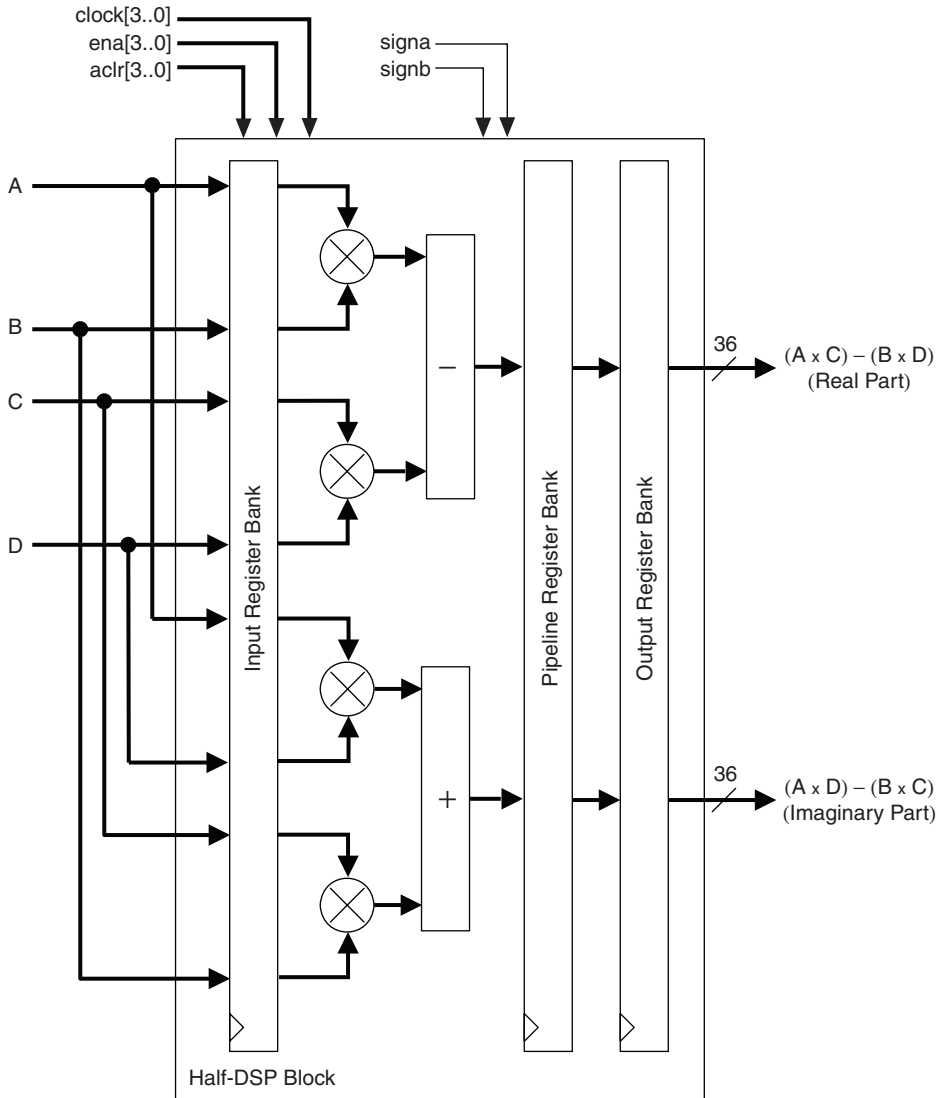 clock[3..0]
ena[3..0]
aclr[3..0]
signa
signb
A
B
C
D
Input Register Bank
Pipeline Register Bank
Output Register Bank
−
+
36
(A x C) − (B x D)
(Real Part)
36
(A x D) − (B x C)
(Imaginary Part)
Half-DSP Block